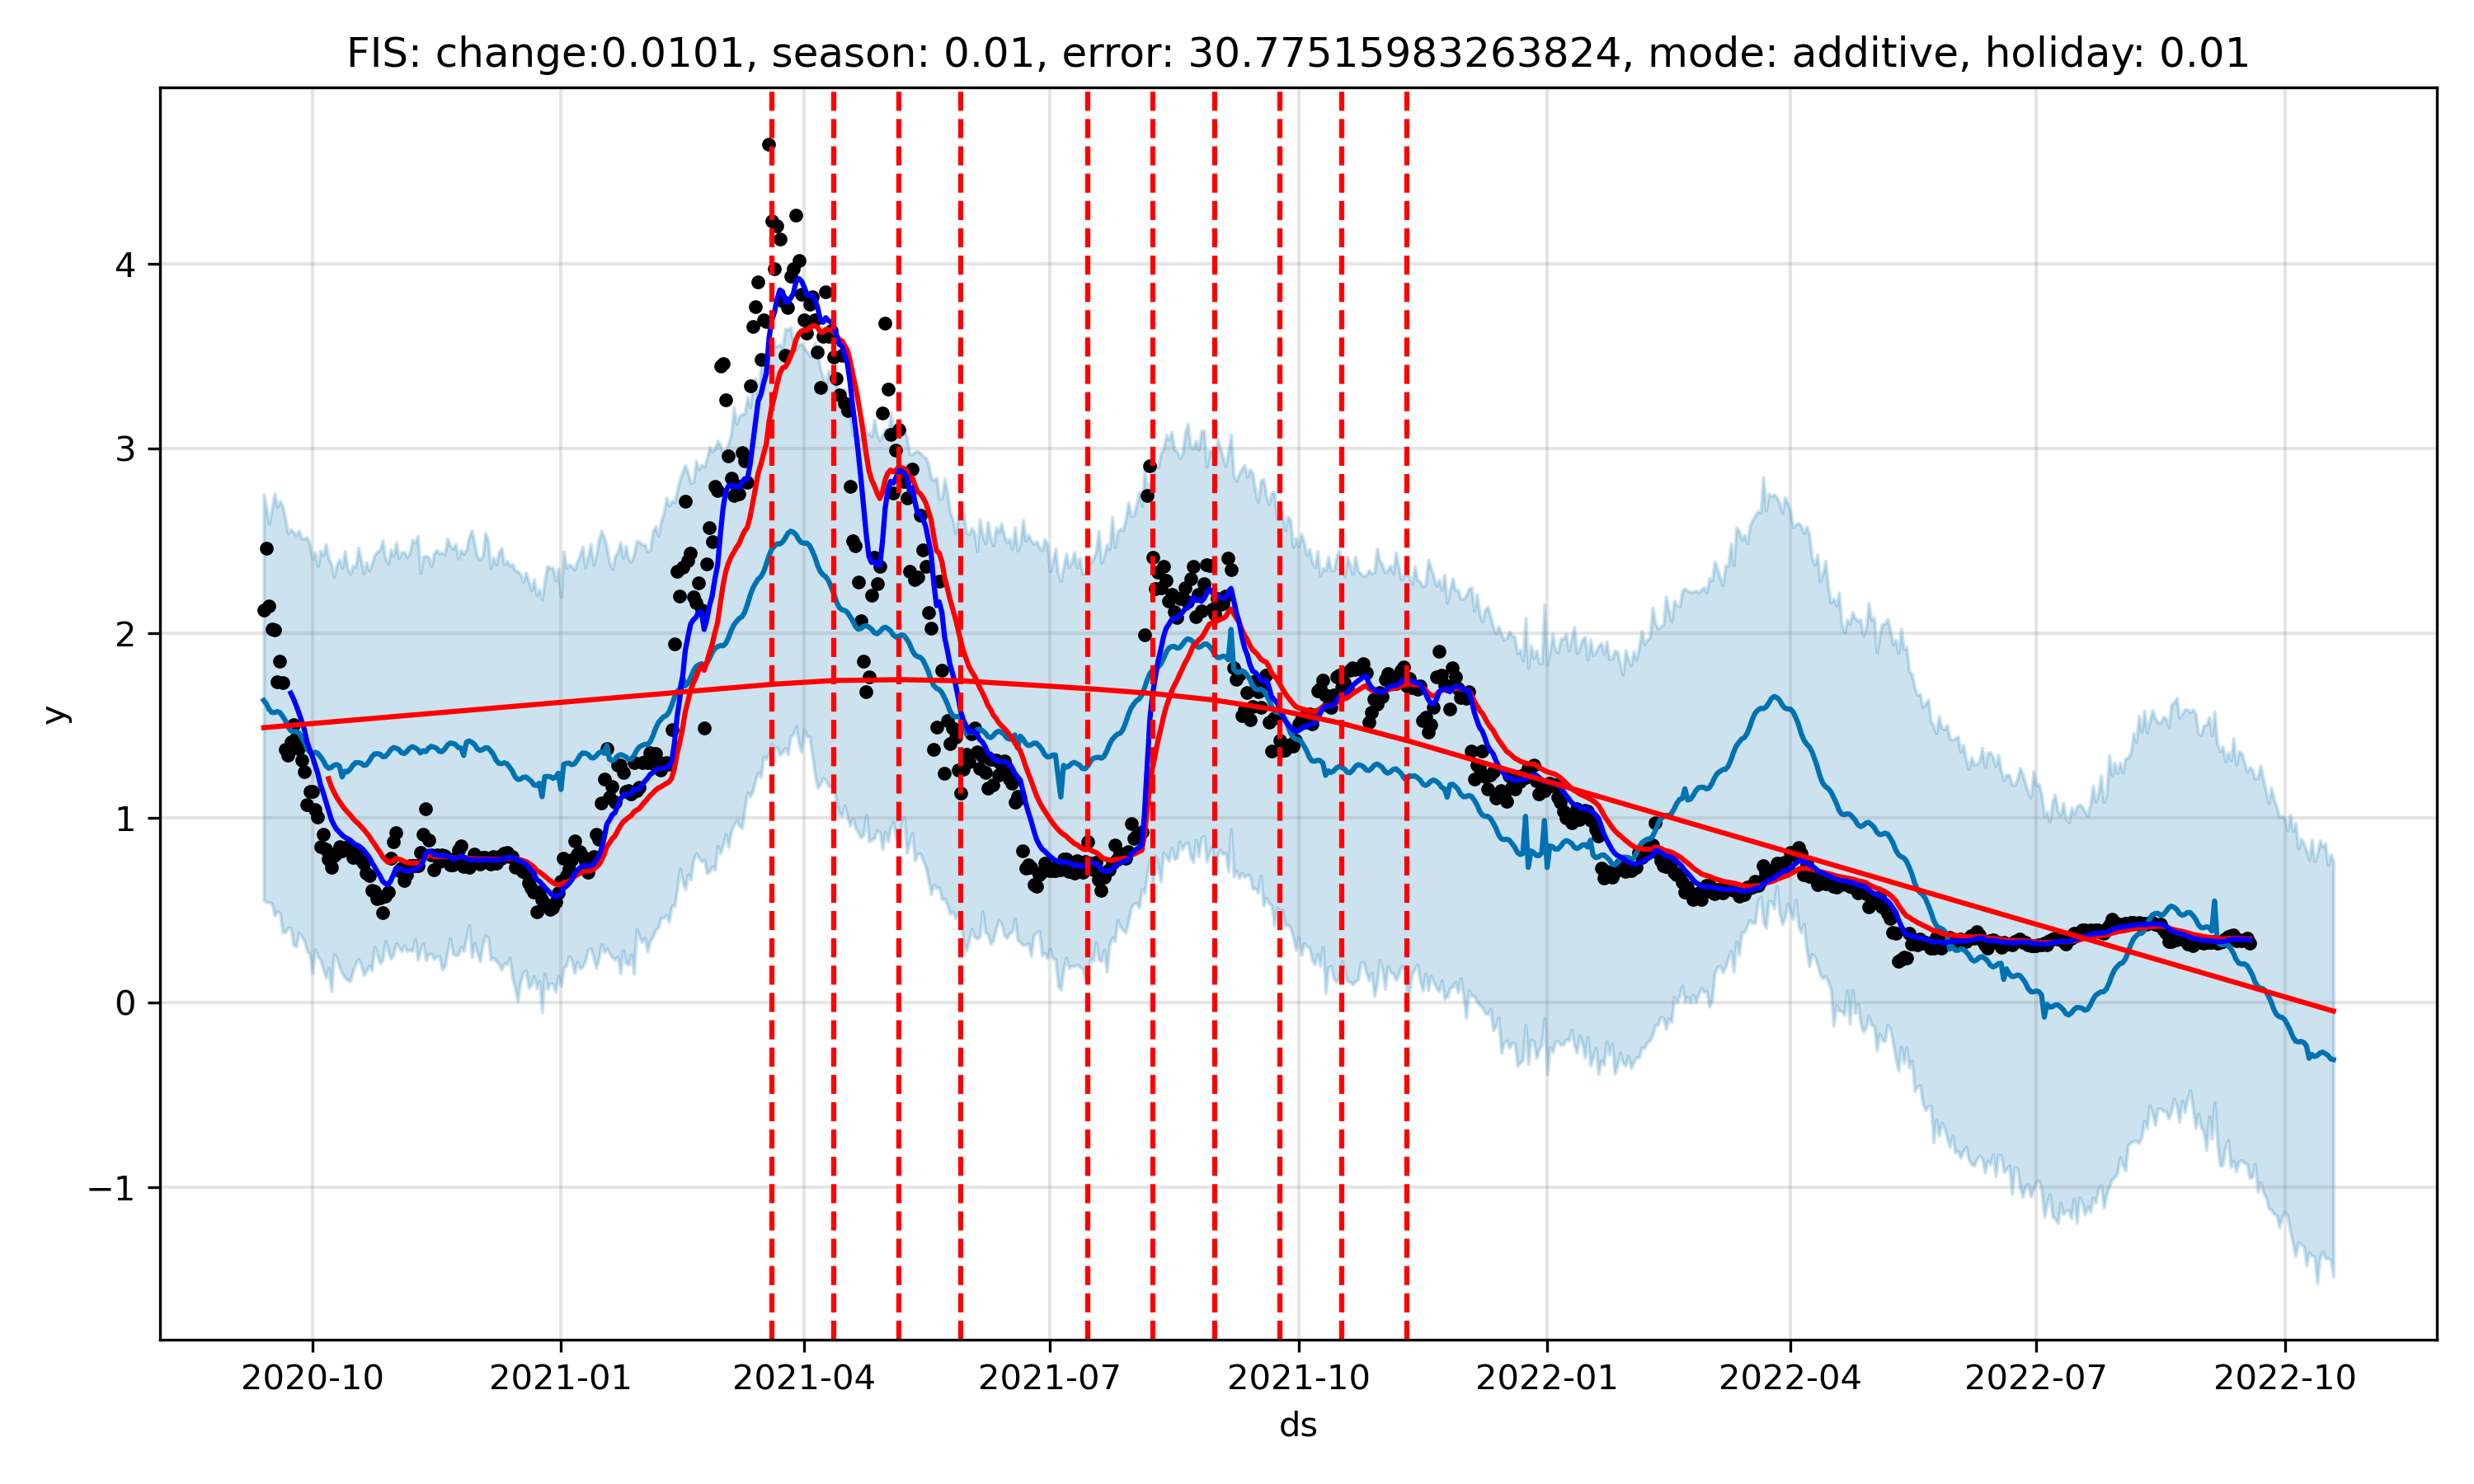 FIS: change:0.0101, season: 0.01, error: 30.77515983263824, mode: additive, holiday: 0.01
4
3
2
1
0
−1
y
2020-10 2021-01 2021-04 2021-07 2021-10 2022-01 2022-04 2022-07 2022-10
ds